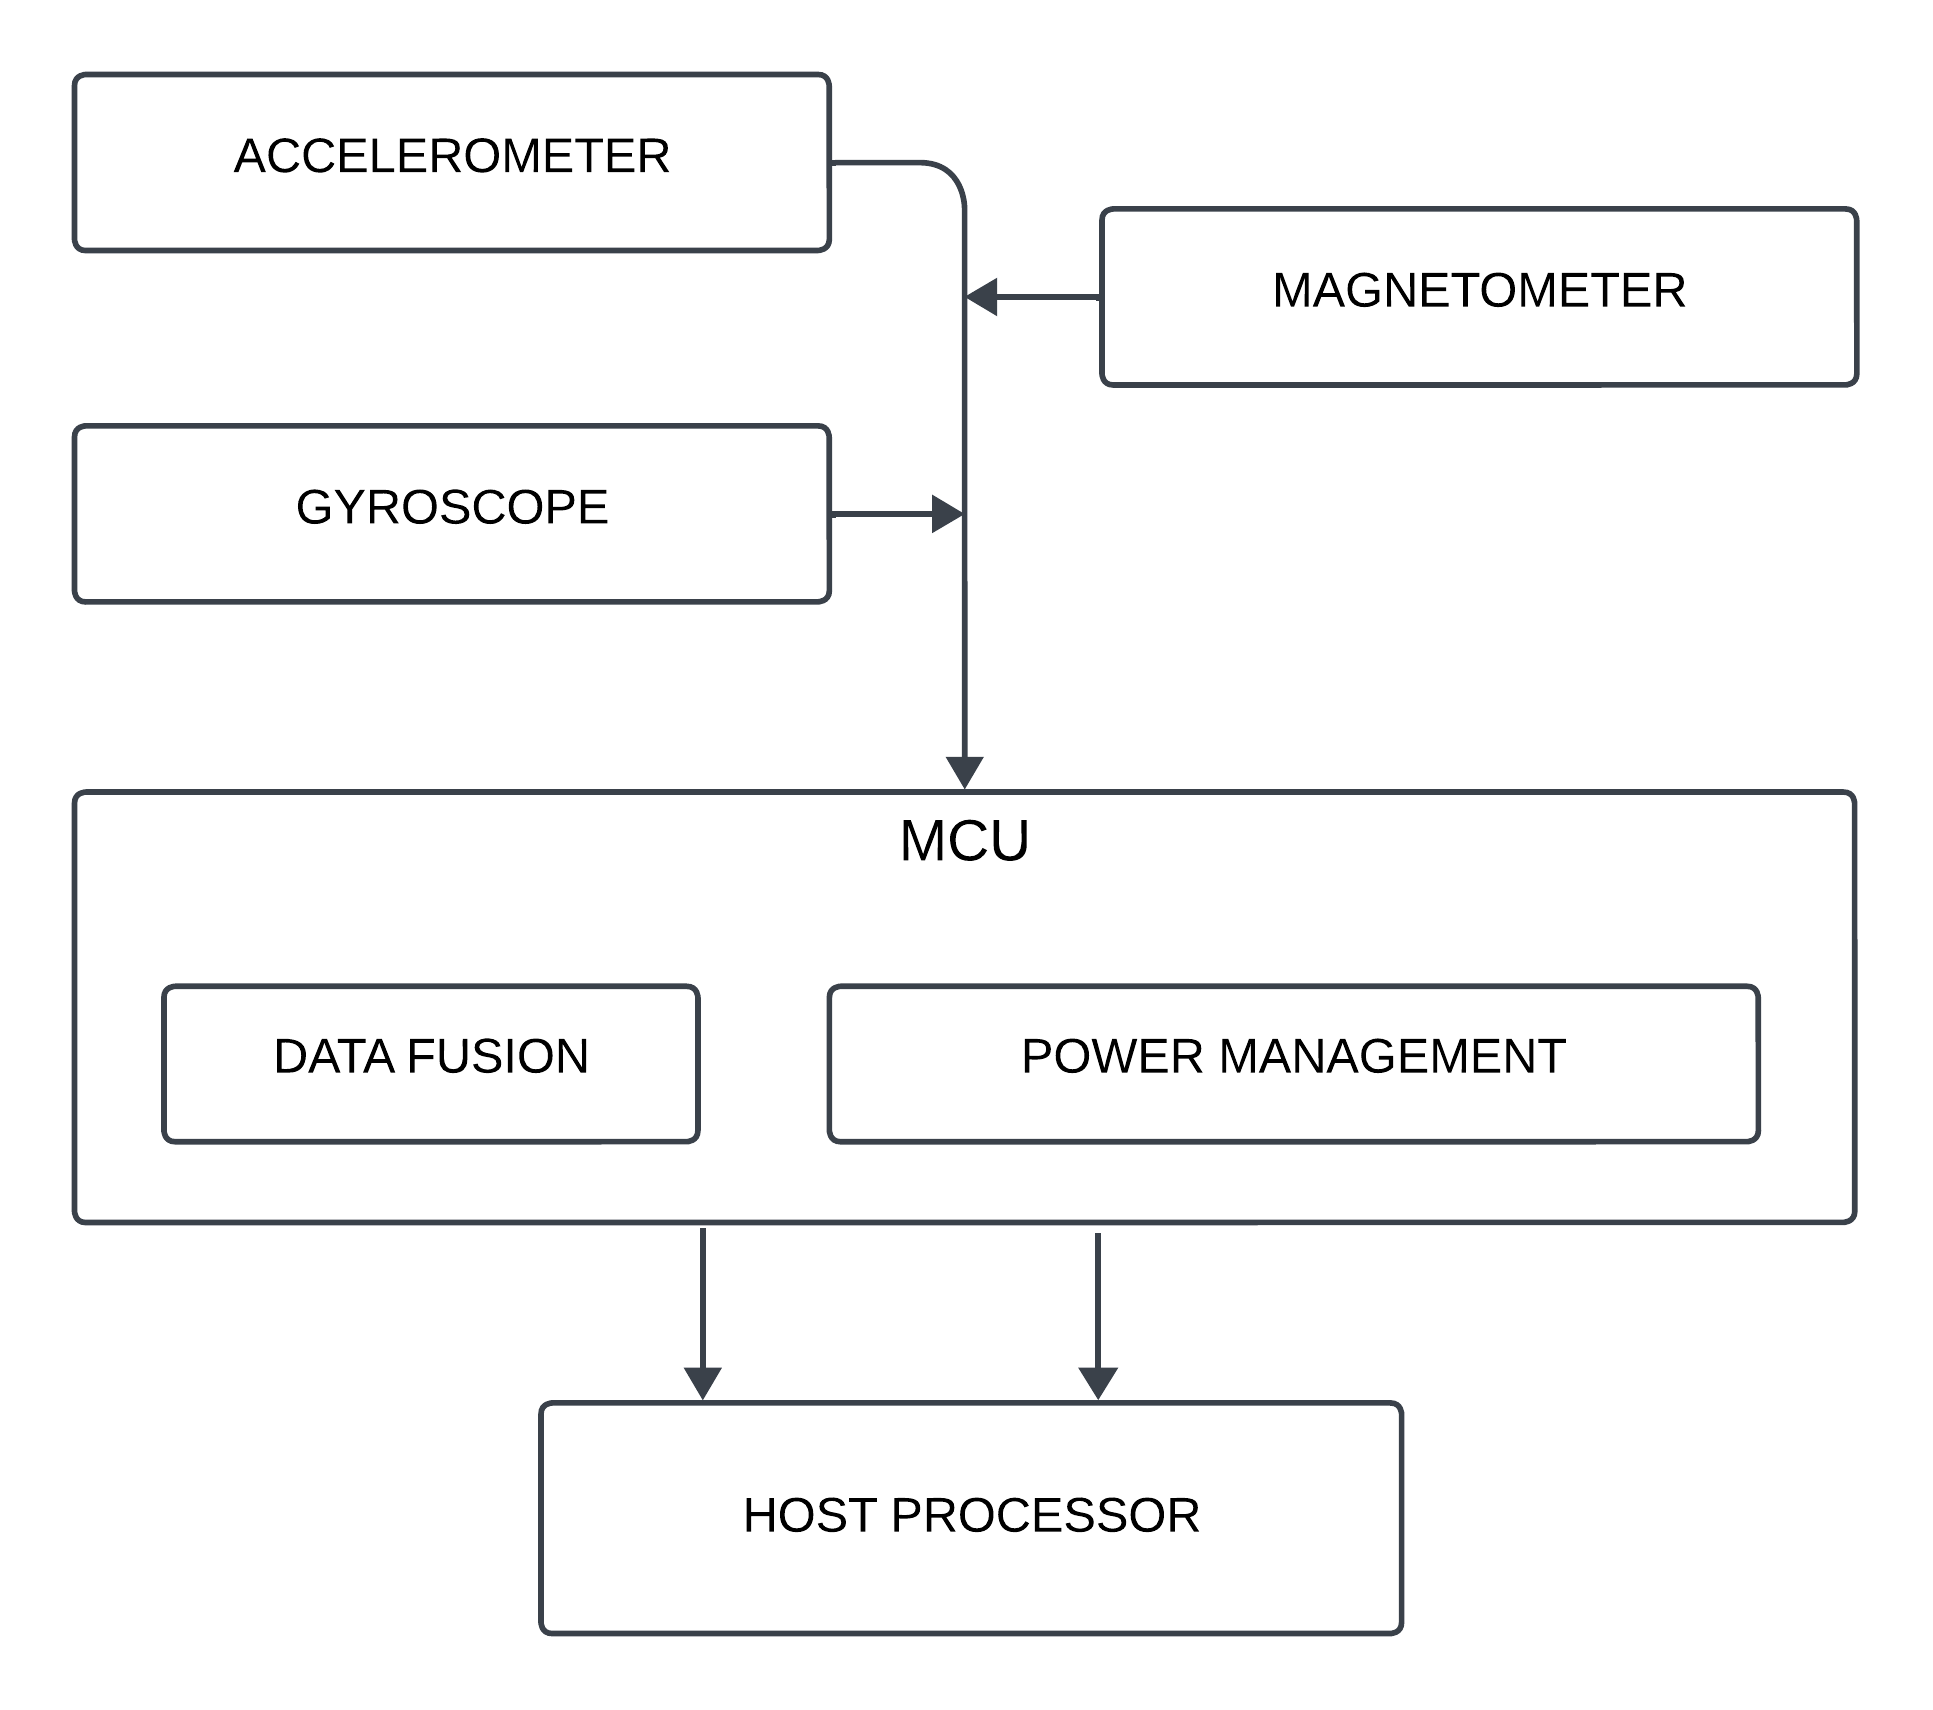 ACCELEROMETER
MAGNETOMETER
GYROSCOPE
MCU
DATA FUSION
POWER MANAGEMENT
HOST PROCESSOR